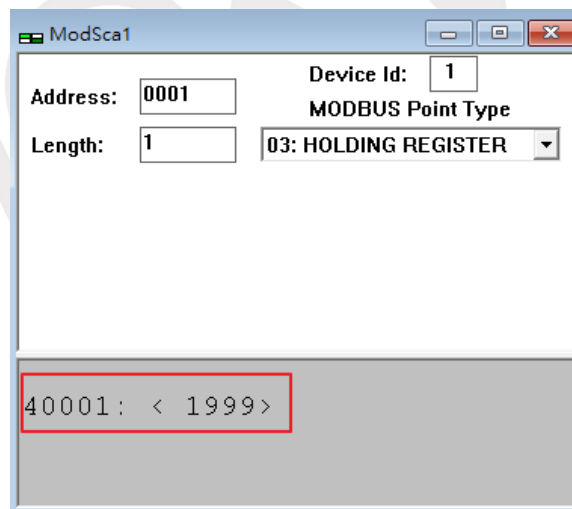 ModSca1
Device Id: 1
Address: 0001
MODBUS Point Type
Length: 1
03: HOLDING REGISTER
40001: < 1999>